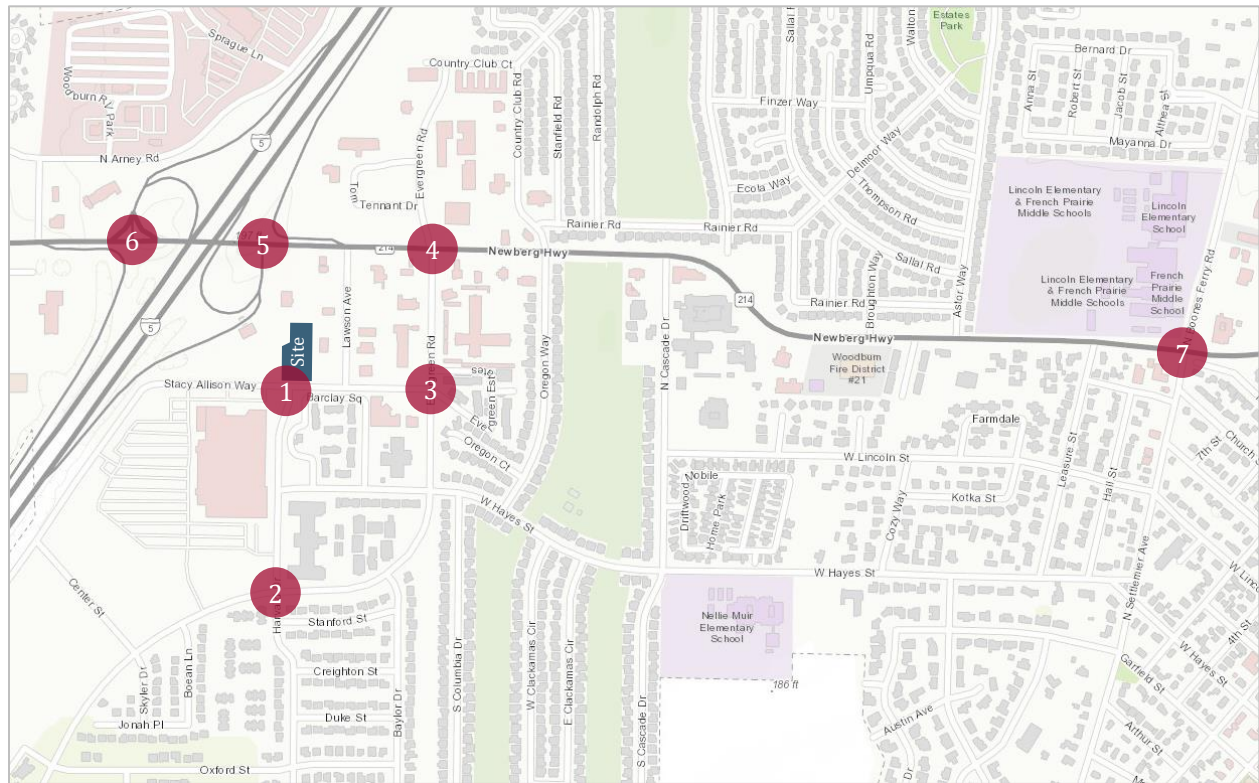 Sprague Ln
Woodburn RV Park
N Arney Rd
5
Country Club Ct
Country Club Rd
Stanfield Rd
Randolph Rd
Evergreen Rd
Tom
Tennant Dr
Sallal Rd
Umpqua Rd
Walton
Estates
Park
Finzer Way
Delmoor Way
Ecola Way
Thompson Rd
Rainier Rd
Rainier Rd
Sallal Rd
Bernard Dr
Anna St
Robert St
Jacob St
Althea St
Mayanna Dr
Lincoln Elementary
& French Prairie
Middle Schools
Lincoln
Elementary
School
Lincoln Elementary
& French Prairie
Middle Schools
French
Prairie
Middle
School
N Boones Ferry Rd
6
5
4
214
Newberg Hwy
5
Lawson Ave
Oregon Way
N Cascade Dr
214
Rainier Rd
Broughton Way
Astor Way
Newberg Hwy
7
Woodburn
Fire District
#21
Site
Stacy Allison Way
1
Barclay Sq
3
Oregon Ct
W Hayes St
W Lincoln St
Farmdale
Nobile
Driftwood
Home Park
Cozy Way
Kotka St
Leasure St
Hall St
7th St
Church S
N Settlemier Ave
W Hayes St
Center St
2
Stanford St
Creighton St
Duke St
Baylor Dr
S Columbia Dr
W Clackamas Cir
E Clackamas Cir
S Cascade Dr
Skyler Dr
Boean Ln
Jonah Pl
Oxford St
Nellie Muir
Elementary
School
186 ft
Austin Ave
Dr
Garfield St
W Linc
4th St
W Hayes St
Arthur St